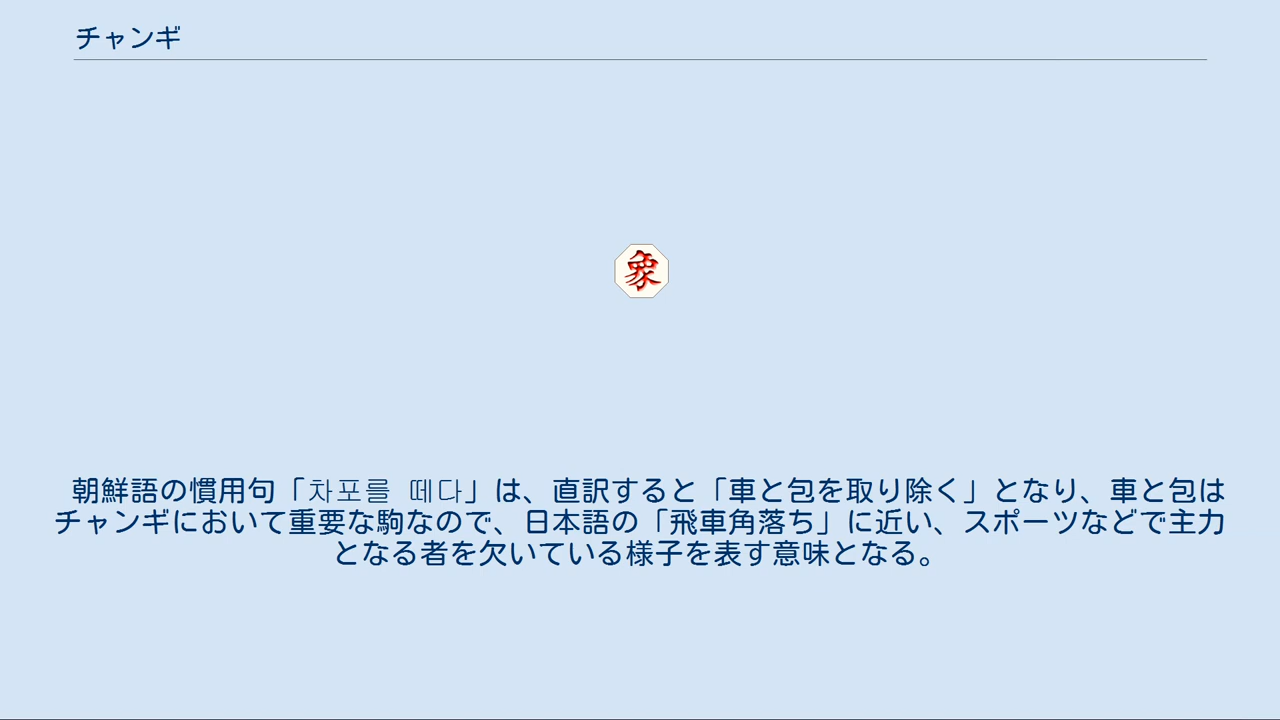 チャンギ
象
朝鮮語の慣用句「차포를 떼다」は、直訳すると「車と包を取り除く」となり、車と包は
チャンギにおいて重要な駒なので、日本語の「飛車角落ち」に近い、スポーツなどで主力
となる者を欠いている様子を表す意味となる。